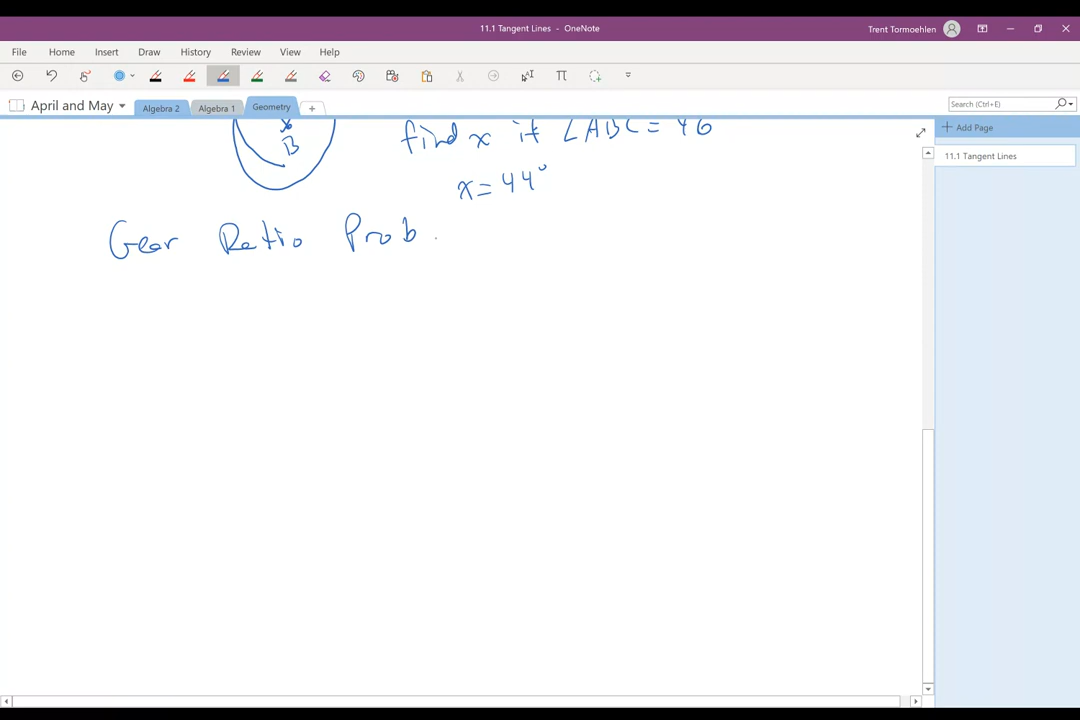 11.1 Tangent Lines - OneNote
Trent Tormoehlen
File Home Insert Draw History Review View Help
April and May Algebra 2 Algebra 1 Geometry
Search (Ctrl+E)
Add Page
11.1 Tangent Lines
find x if ∠ABC = 46
B
x = 44°
Gear Ratio Prob.